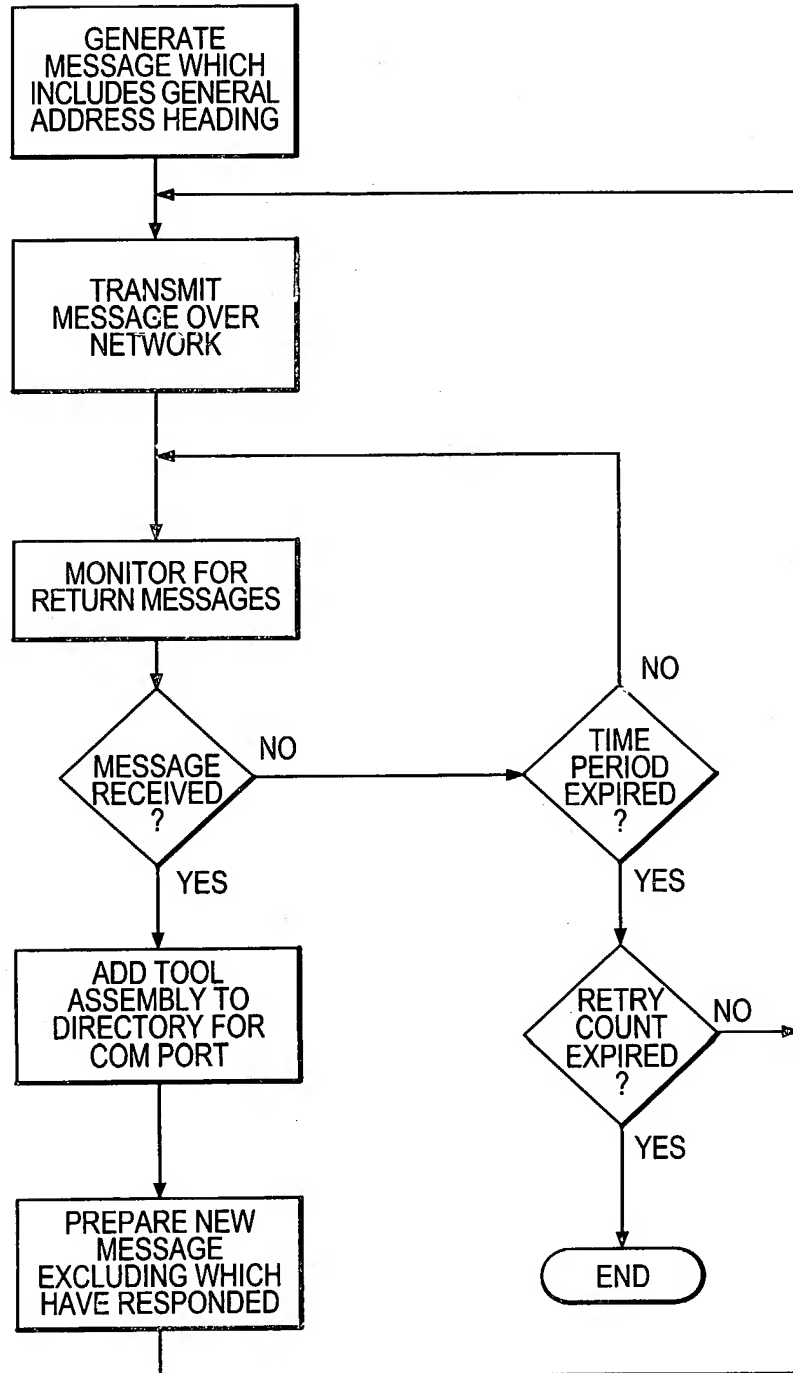 GENERATE
MESSAGE WHICH
INCLUDES GENERAL
ADDRESS HEADING
TRANSMIT
MESSAGE OVER
NETWORK
MONITOR FOR
RETURN MESSAGES
MESSAGE
RECEIVED
?
NO
YES
TIME
PERIOD
EXPIRED
?
NO
YES
ADD TOOL
ASSEMBLY TO
DIRECTORY FOR
COM PORT
RETRY
COUNT
EXPIRED
?
NO
YES
PREPARE NEW
MESSAGE
EXCLUDING WHICH
HAVE RESPONDED
END